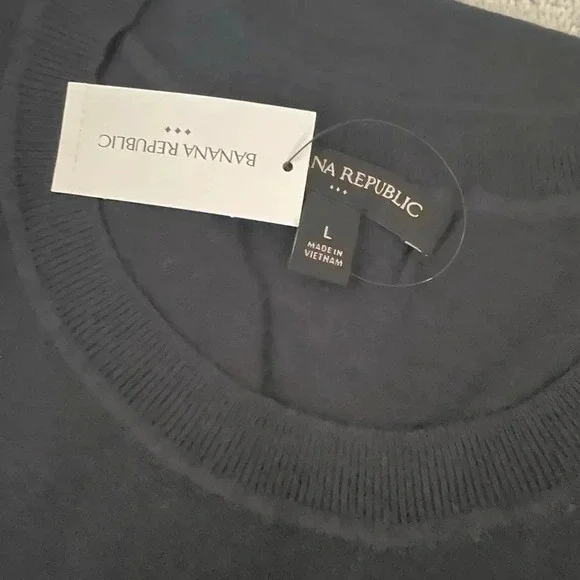 BANANA REPUBLIC
NA REPUBLIC
L
MADE IN
VIETNAM